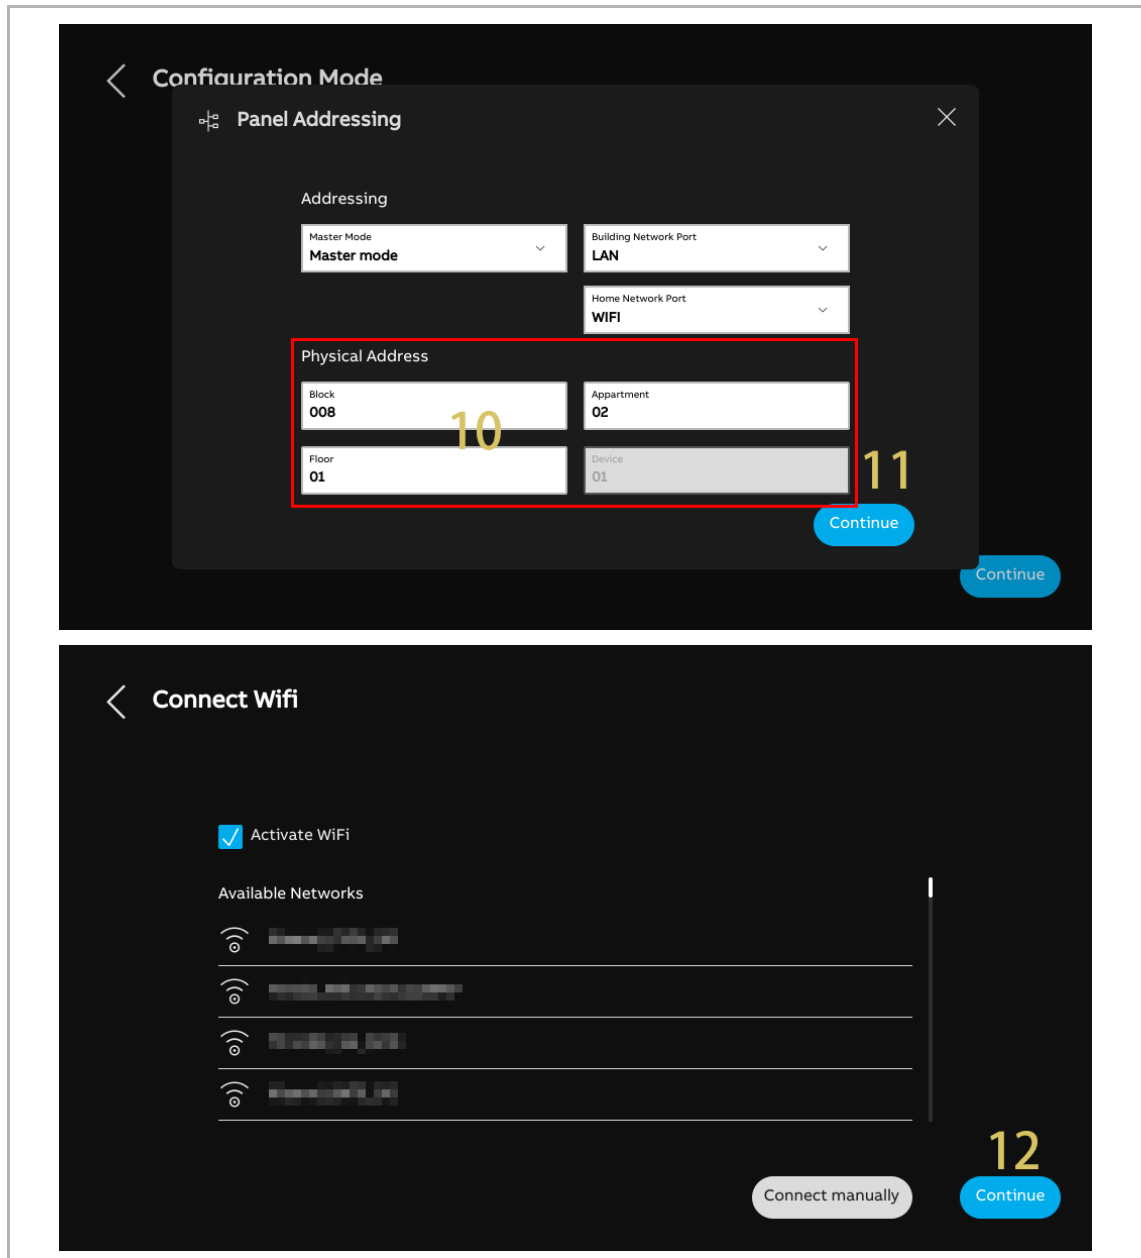 Configuration Mode
Panel Addressing
Addressing
Master Mode
Master mode
Building Network Port
LAN
Home Network Port
WIFI
Physical Address
Block
008
Appartment
02
10
Floor
01
Device
01
11
Continue
Continue
Connect Wifi
Activate WiFi
Available Networks
12
Connect manually
Continue